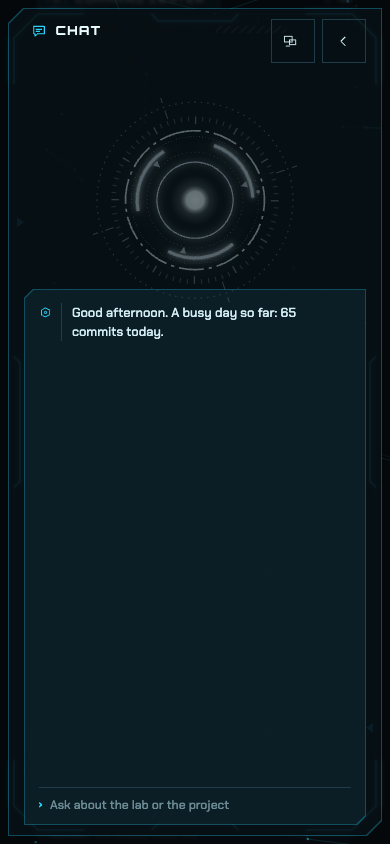 CHAT
Good afternoon. A busy day so far: 65
commits today.
Ask about the lab or the project